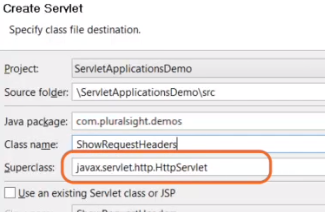 Create Servlet
Specify class file destination.
Project: ServletApplicationsDemo
Source folder: \ServletApplicationsDemo\src
Java package: com.pluralsight.demos
Class name: ShowRequestHeaders
Superclass: javax.servlet.http.HttpServlet
Use an existing Servlet class or JSP
ShowRequestHeaders